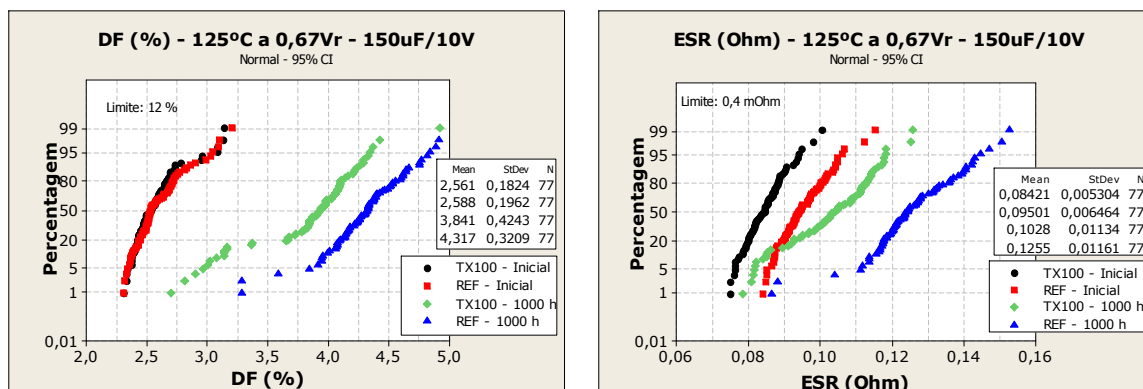 DF (%) - 125ºC a 0,67Vr - 150uF/10V
Normal - 95% CI
Limite: 12 %
Percentagem
99
95
80
50
20
5
1
0,01
2,0 2,5 3,0 3,5 4,0 4,5 5,0
DF (%)
Mean StDev N
2,561 0,1824 77
2,588 0,1962 77
3,841 0,4243 77
4,317 0,3209 77
TX100 - Inicial
REF - Inicial
TX100 - 1000 h
REF - 1000 h
ESR (Ohm) - 125ºC a 0,67Vr - 150uF/10V
Normal - 95% CI
Limite: 0,4 mOhm
Percentagem
99
95
80
50
20
5
1
0,01
0,06 0,08 0,10 0,12 0,14 0,16
ESR (Ohm)
Mean StDev N
0,08421 0,005304 77
0,09501 0,006464 77
0,1028 0,01134 77
0,1255 0,01161 77
TX100 - Inicial
REF - Inicial
TX100 - 1000 h
REF - 1000 h